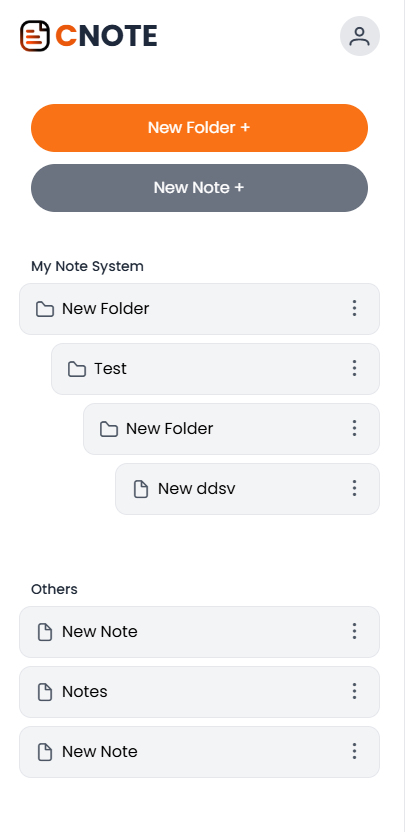 CNOTE
New Folder +
New Note +
My Note System
New Folder
Test
New Folder
New ddsv
Others
New Note
Notes
New Note